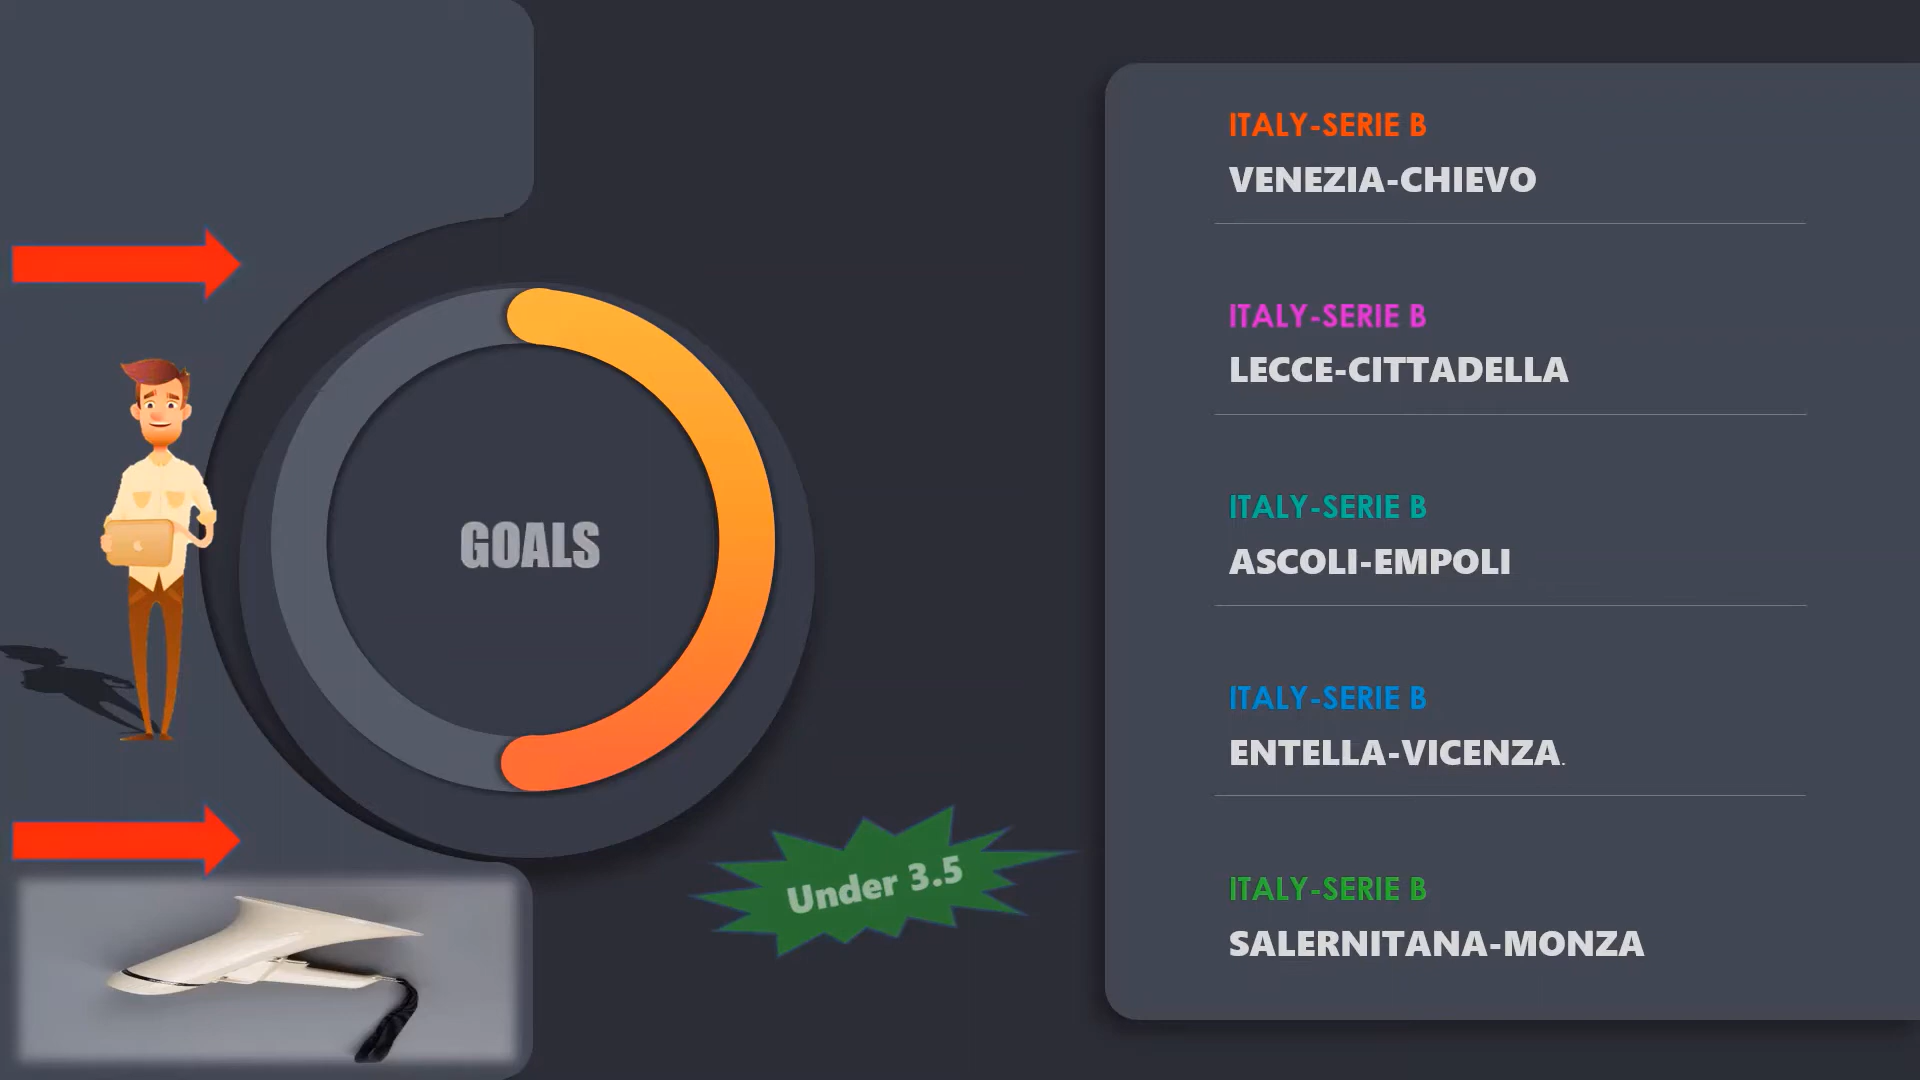 GOALS
Under 3.5
ITALY-SERIE B
VENEZIA-CHIEVO
ITALY-SERIE B
LECCE-CITTADELLA
ITALY-SERIE B
ASCOLI-EMPOLI
ITALY-SERIE B
ENTELLA-VICENZA.
ITALY-SERIE B
SALERNITANA-MONZA